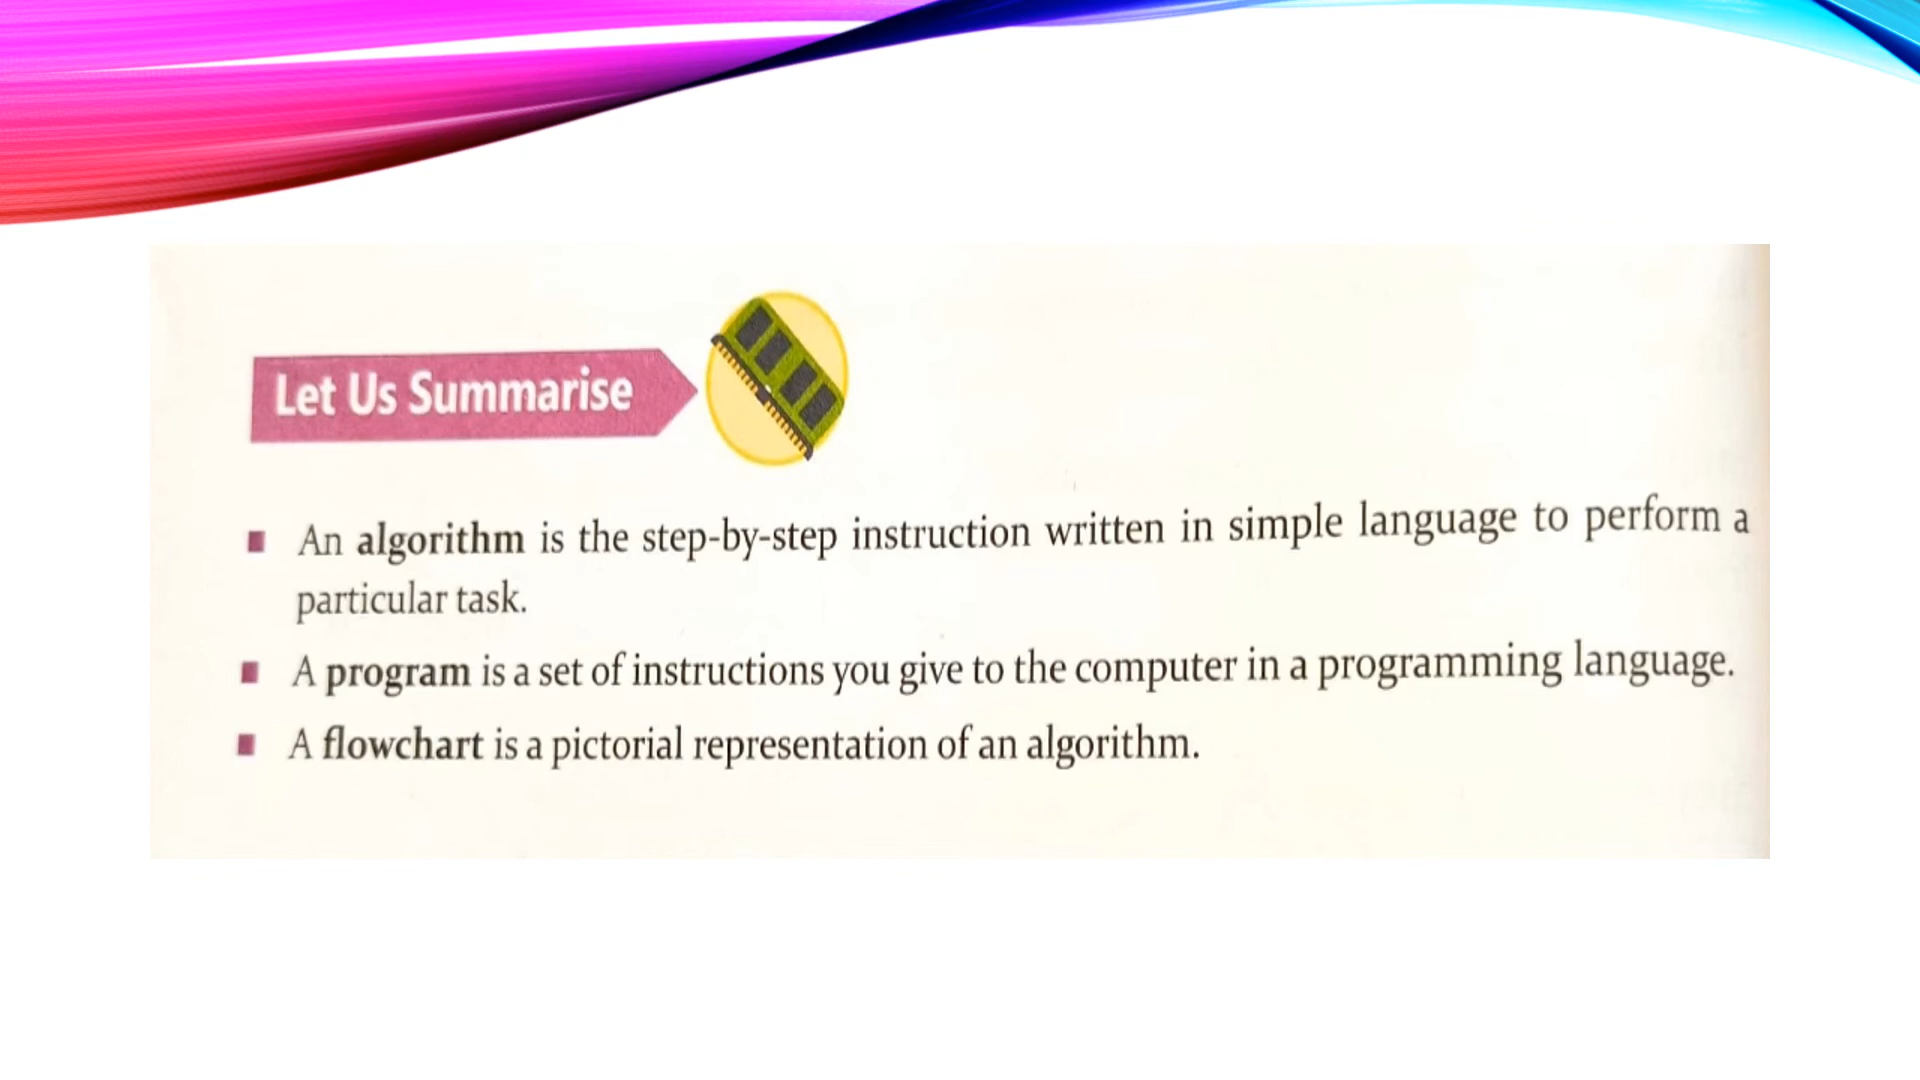 Let Us Summarise
▪ An algorithm is the step-by-step instruction written in simple language to perform a
particular task.
▪ A program is a set of instructions you give to the computer in a programming language.
▪ A flowchart is a pictorial representation of an algorithm.